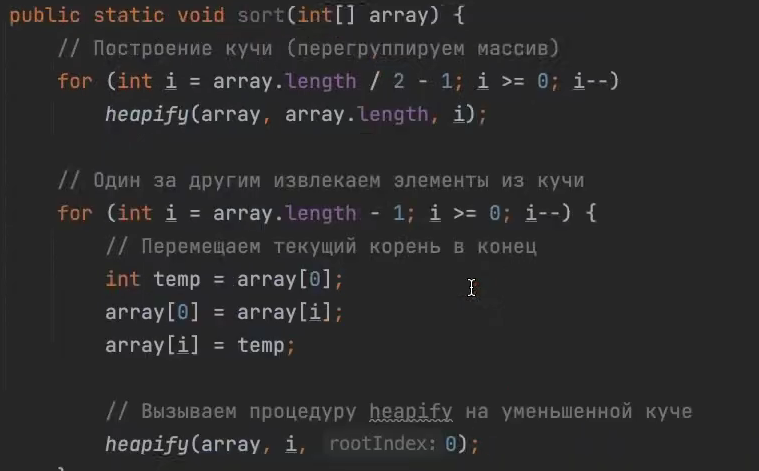 public static void sort(int[] array) {
// Построение кучи (перегруппируем массив)
for (int i = array.length / 2 - 1; i >= 0; i--)
heapify(array, array.length, i);
// Один за другим извлекаем элементы из кучи
for (int i = array.length - 1; i >= 0; i--) {
// Перемещаем текущий корень в конец
int temp = array[0];
array[0] = array[i];
array[i] = temp;
// Вызываем процедуру heapify на уменьшенной куче
heapify(array, i, rootIndex: 0);
}